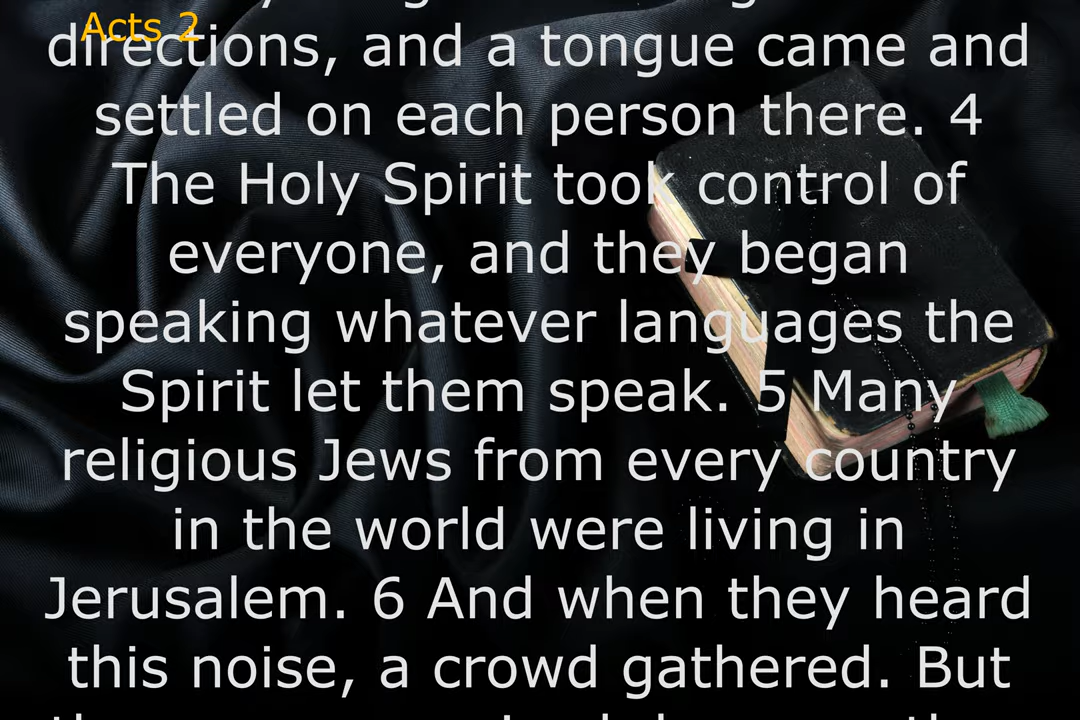 Acts 2
directions, and a tongue came and
settled on each person there. 4
The Holy Spirit took control of
everyone, and they began
speaking whatever languages the
Spirit let them speak. 5 Many
religious Jews from every country
in the world were living in
Jerusalem. 6 And when they heard
this noise, a crowd gathered. But